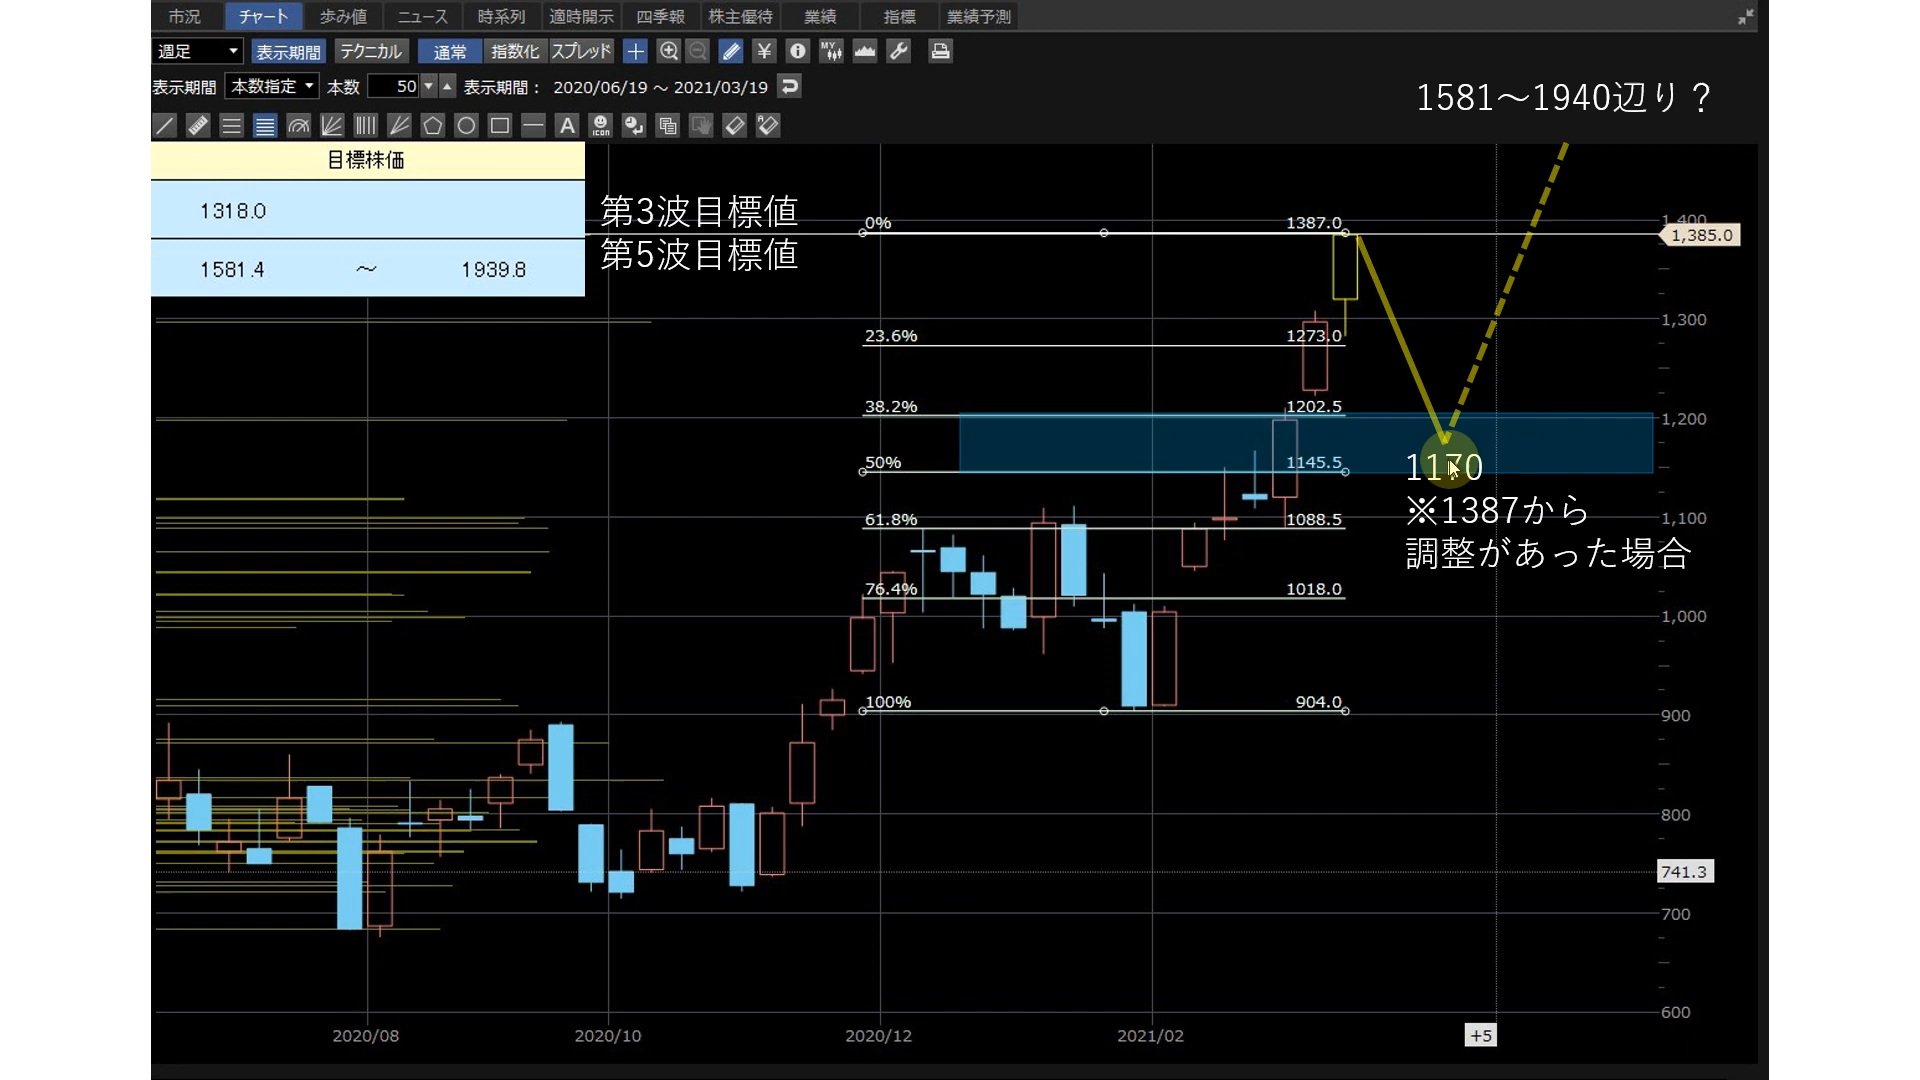 市況 チャート 歩み値 ニュース 時系列 適時開示 四季報 株主優待 業績 指標 業績予測
週足 表示期間 テクニカル 通常 指数化 スプレッド ¥ MY
表示期間 本数指定 本数 50 表示期間： 2020/06/19 ～ 2021/03/19
A ICON
1581～1940辺り？
目標株価
1318.0
第3波目標値
1581.4 ～ 1939.8
第5波目標値
0% 1387.0
1,400
1,385.0
1,300
23.6% 1273.0
38.2% 1202.5
1,200
50% 1145.5
1170
※1387から
調整があった場合
61.8% 1088.5
1,100
76.4% 1018.0
1,000
100% 904.0
900
800
741.3
700
600
2020/08 2020/10 2020/12 2021/02 +5